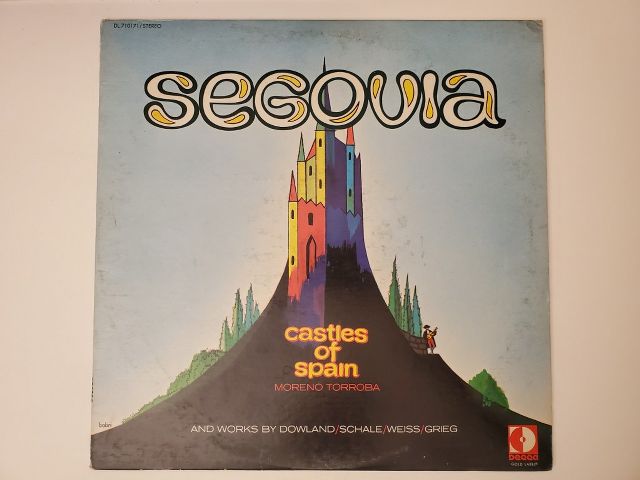 DL 710171/STEREO
SEGOVIA
castles
of
spain
MORENO TORROBA
AND WORKS BY DOWLAND/SCHALE/WEISS/GRIEG
bobri
DECCA
GOLD LABEL